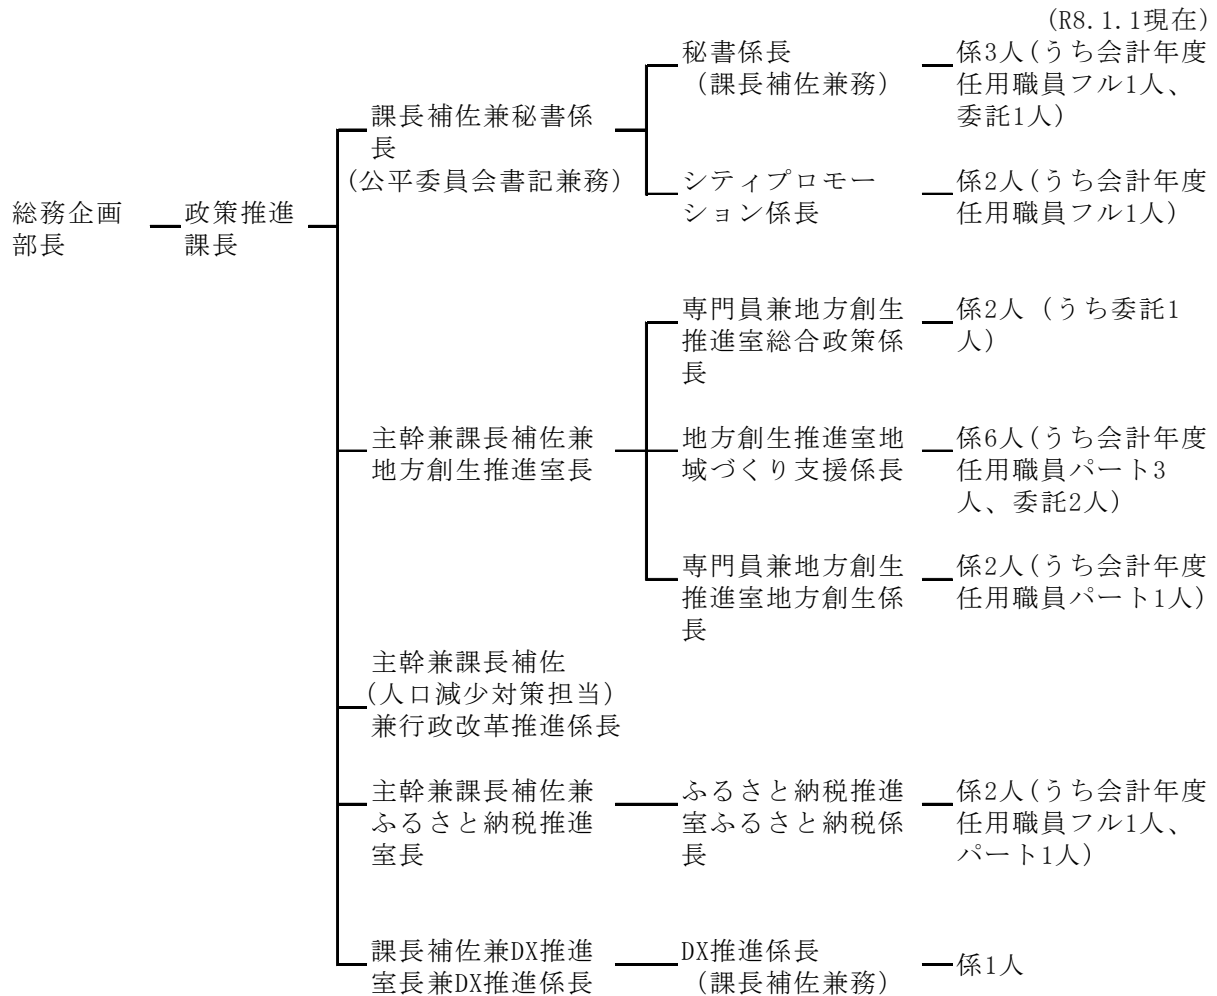 (R8.1.1現在)
総務企画
部長
政策推進
課長
課長補佐兼秘書係
長
(公平委員会書記兼務)
秘書係長
(課長補佐兼務)
係3人(うち会計年度
任用職員フル1人、
委託1人)
シティプロモー
ション係長
係2人(うち会計年度
任用職員フル1人)
主幹兼課長補佐兼
地方創生推進室長
専門員兼地方創生
推進室総合政策係
長
係2人 (うち委託1
人)
地方創生推進室地
域づくり支援係長
係6人(うち会計年度
任用職員パート3
人、委託2人)
専門員兼地方創生
推進室地方創生係
長
係2人(うち会計年度
任用職員パート1人)
主幹兼課長補佐
(人口減少対策担当)
兼行政改革推進係長
主幹兼課長補佐兼
ふるさと納税推進
室長
ふるさと納税推進
室ふるさと納税係
長
係2人(うち会計年度
任用職員フル1人、
パート1人)
課長補佐兼DX推進
室長兼DX推進係長
DX推進係長
(課長補佐兼務)
係1人